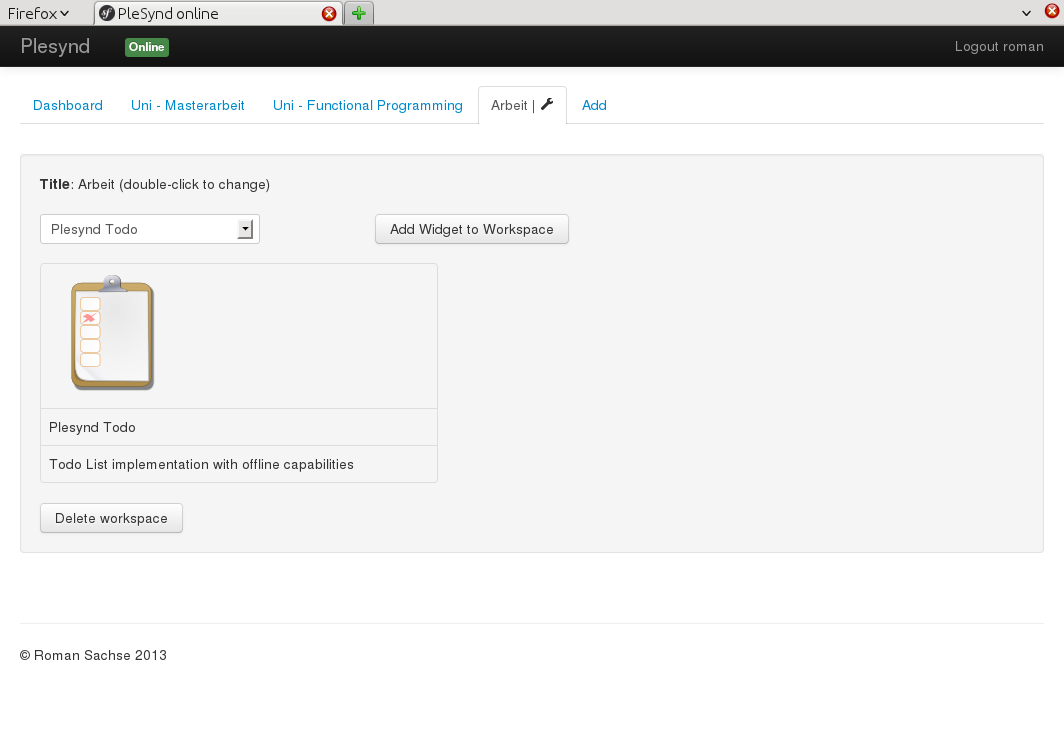 Firefox
PleSynd online
Plesynd Online Logout roman
Dashboard Uni - Masterarbeit Uni - Functional Programming Arbeit | Add
Title: Arbeit (double-click to change)
Plesynd Todo Add Widget to Workspace
Plesynd Todo
Todo List implementation with offline capabilities
Delete workspace
© Roman Sachse 2013